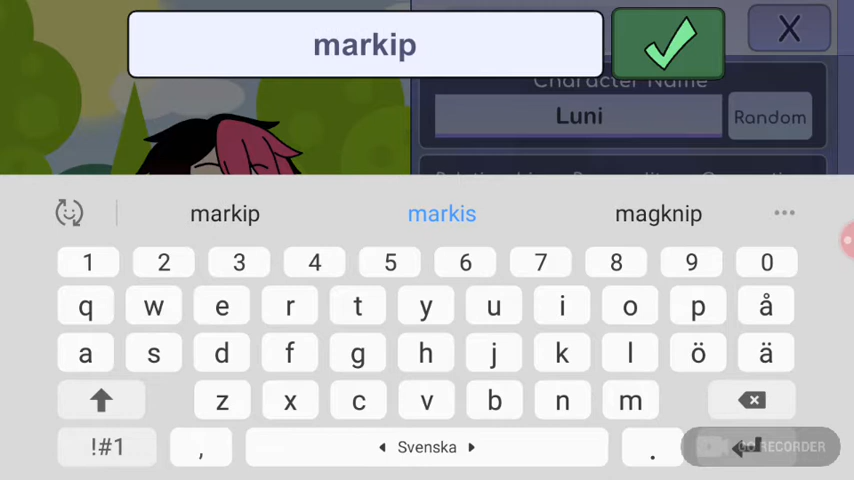 markip
X
Character Name
Luni
Random
markip markis magknip
1 2 3 4 5 6 7 8 9 0
q w e r t y u i o p å
a s d f g h j k l ö ä
z x c v b n m
!#1 , Svenska .
GO RECORDER